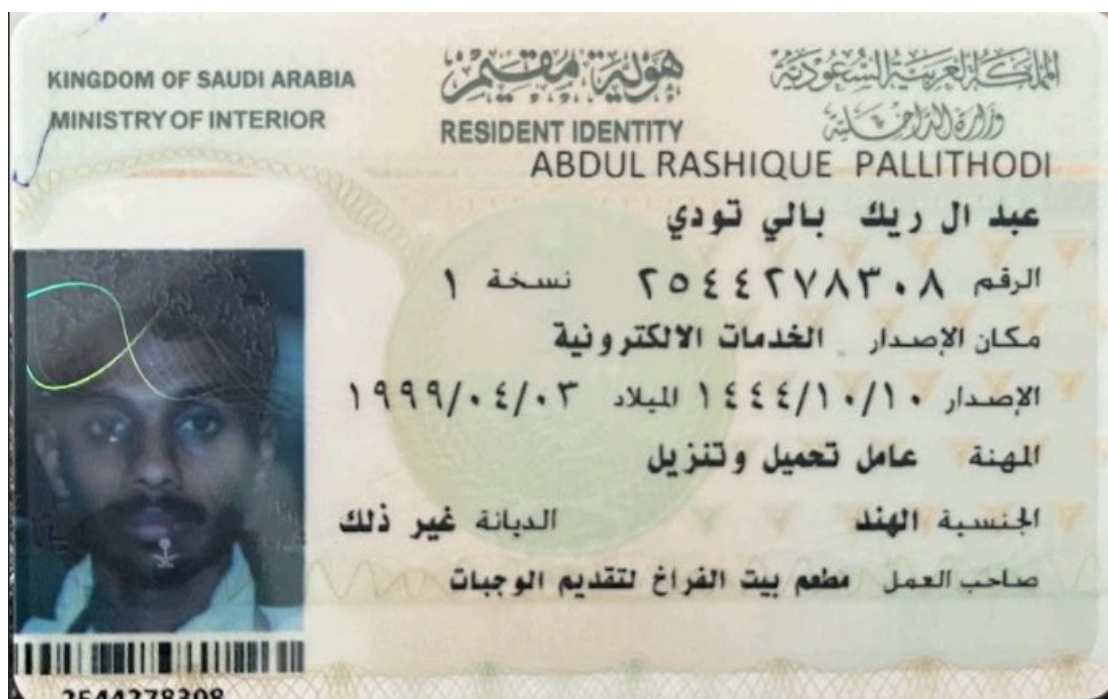 KINGDOM OF SAUDI ARABIA
MINISTRY OF INTERIOR
هوية مقيم
RESIDENT IDENTITY
المملكة العربية السعودية
وزارة الداخلية
ABDUL RASHIQUE PALLITHODI
عبد ال ريك بالي تودي
الرقم ٢٥٤٤٢٧٨٣٠٨ نسخة ١
مكان الإصدار الخدمات الالكترونية
الإصدار ١٤٤٤/١٠/١٠ الميلاد ١٩٩٩/٠٤/٠٣
المهنة عامل تحميل وتنزيل
الجنسية الهند الديانة غير ذلك
صاحب العمل مطعم بيت الفراخ لتقديم الوجبات
2544278308